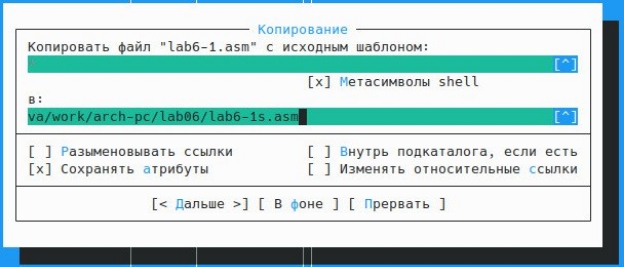 Копирование
Копировать файл "lab6-1.asm" с исходным шаблоном:
[^]
[x] Метасимволы shell
в:
va/work/arch-pc/lab06/lab6-1s.asm [^]
[ ] Разыменовывать ссылки [ ] Внутрь подкаталога, если есть
[x] Сохранять атрибуты [ ] Изменять относительные ссылки
[< Дальше >] [ В фоне ] [ Прервать ]